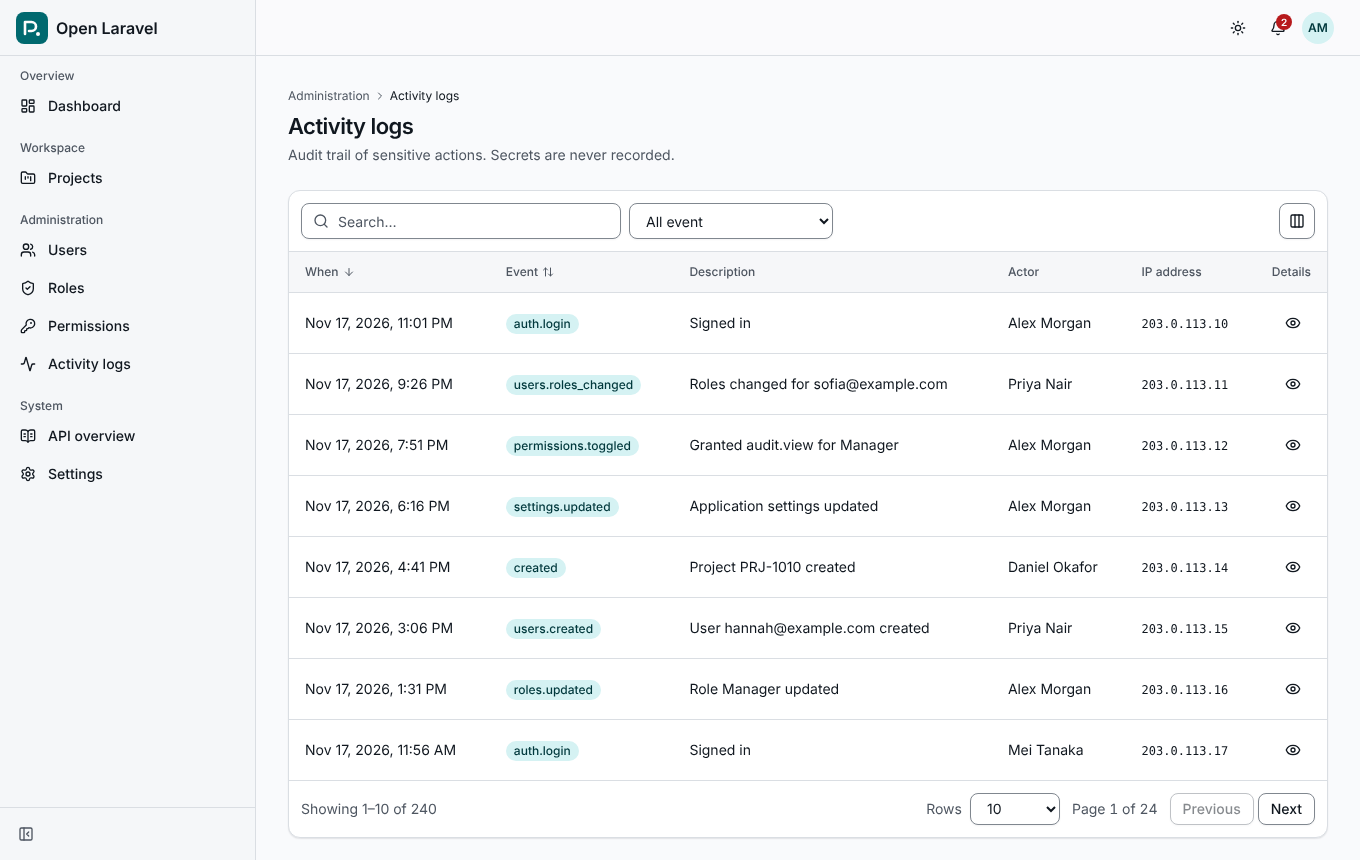 P.
Open Laravel
2
AM
Overview
Dashboard
Workspace
Projects
Administration
Users
Roles
Permissions
Activity logs
System
API overview
Settings
Administration > Activity logs
Activity logs
Audit trail of sensitive actions. Secrets are never recorded.
Search...
All event
When ↓ Event ↑↓ Description Actor IP address Details
Nov 17, 2026, 11:01 PM auth.login Signed in Alex Morgan 203.0.113.10
Nov 17, 2026, 9:26 PM users.roles_changed Roles changed for sofia@example.com Priya Nair 203.0.113.11
Nov 17, 2026, 7:51 PM permissions.toggled Granted audit.view for Manager Alex Morgan 203.0.113.12
Nov 17, 2026, 6:16 PM settings.updated Application settings updated Alex Morgan 203.0.113.13
Nov 17, 2026, 4:41 PM created Project PRJ-1010 created Daniel Okafor 203.0.113.14
Nov 17, 2026, 3:06 PM users.created User hannah@example.com created Priya Nair 203.0.113.15
Nov 17, 2026, 1:31 PM roles.updated Role Manager updated Alex Morgan 203.0.113.16
Nov 17, 2026, 11:56 AM auth.login Signed in Mei Tanaka 203.0.113.17
Showing 1–10 of 240 Rows 10 Page 1 of 24 Previous Next